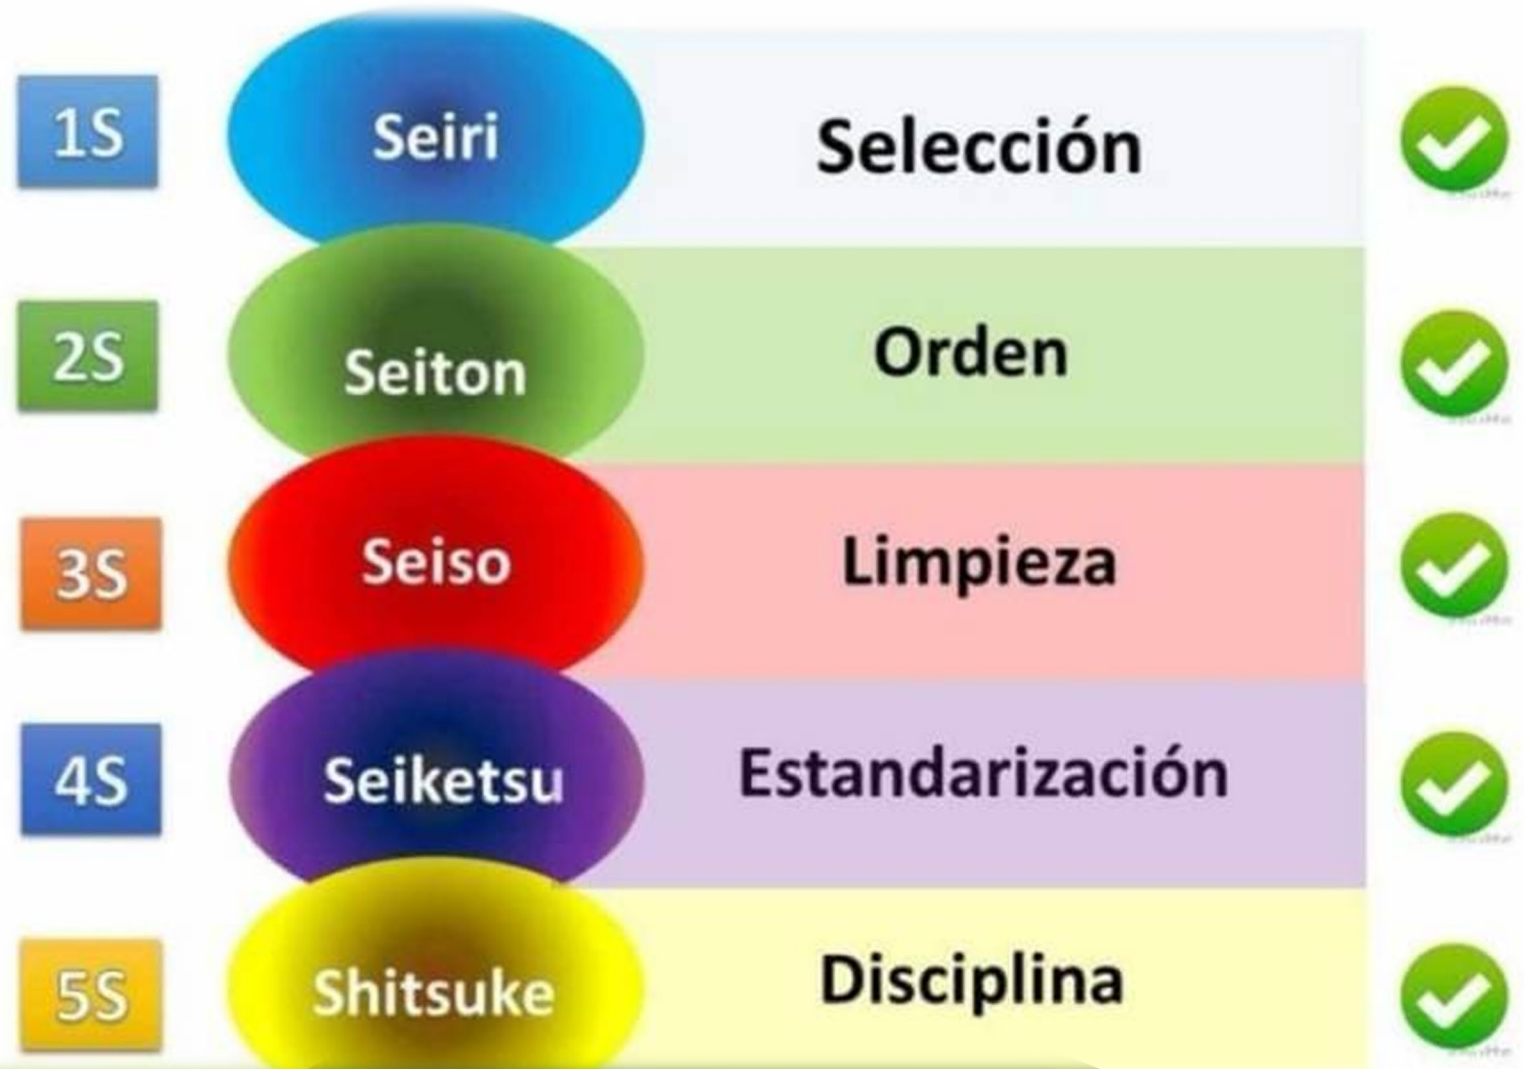 1S Seiri Selección
2S Seiton Orden
3S Seiso Limpieza
4S Seiketsu Estandarización
5S Shitsuke Disciplina